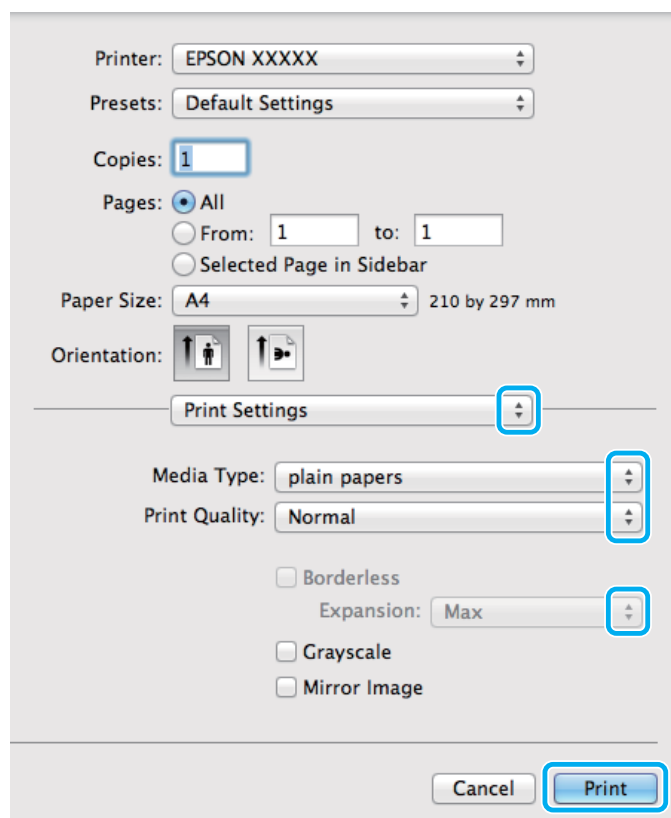 Printer: EPSON XXXXX
Presets: Default Settings
Copies: 1
Pages: All
From: 1 to: 1
Selected Page in Sidebar
Paper Size: A4 210 by 297 mm
Orientation:
Print Settings
Media Type: plain papers
Print Quality: Normal
Borderless
Expansion: Max
Grayscale
Mirror Image
Cancel Print